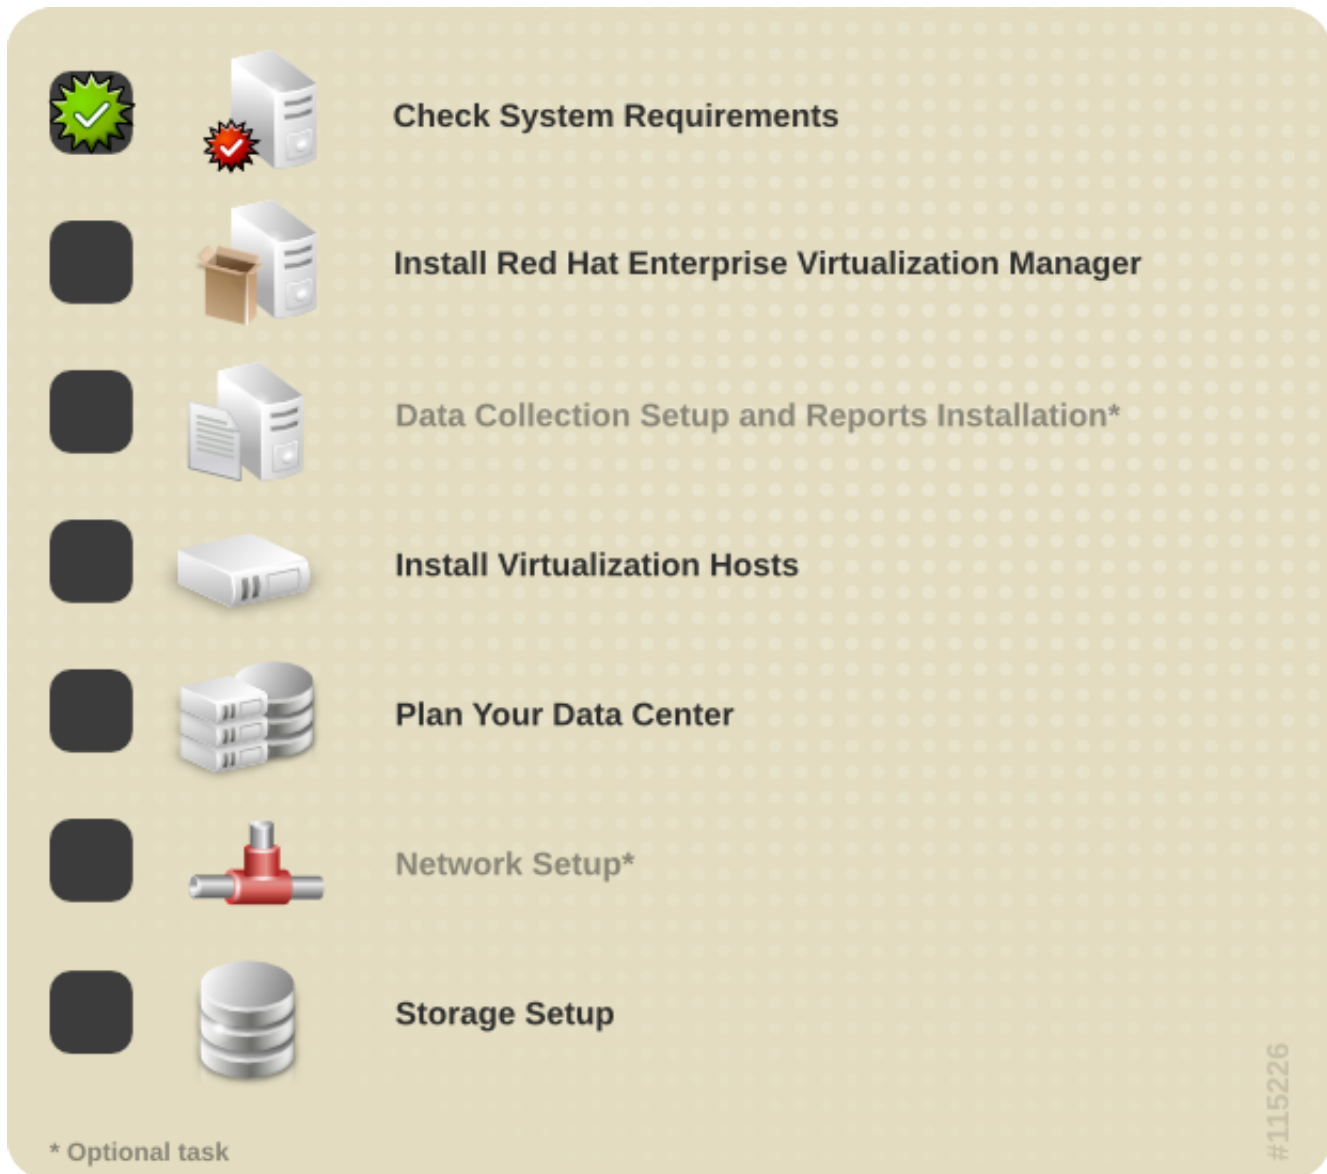 Check System Requirements
Install Red Hat Enterprise Virtualization Manager
Data Collection Setup and Reports Installation*
Install Virtualization Hosts
Plan Your Data Center
Network Setup*
Storage Setup
* Optional task
#115226